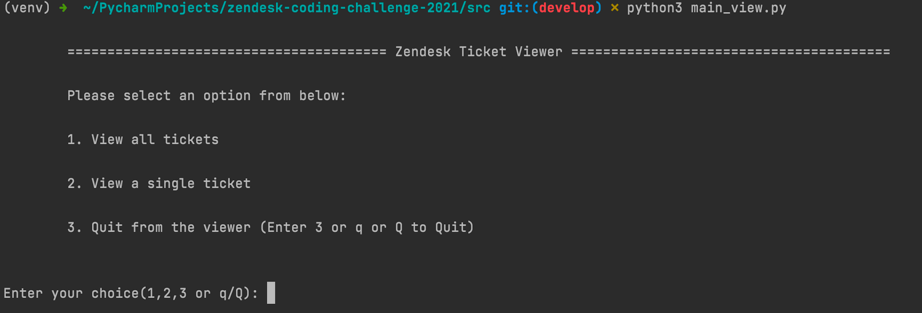 (venv) ➜  ~/PycharmProjects/zendesk-coding-challenge-2021/src git:(develop) ✗ python3 main_view.py
======================================== Zendesk Ticket Viewer ========================================
Please select an option from below:
1. View all tickets
2. View a single ticket
3. Quit from the viewer (Enter 3 or q or Q to Quit)
Enter your choice(1,2,3 or q/Q):